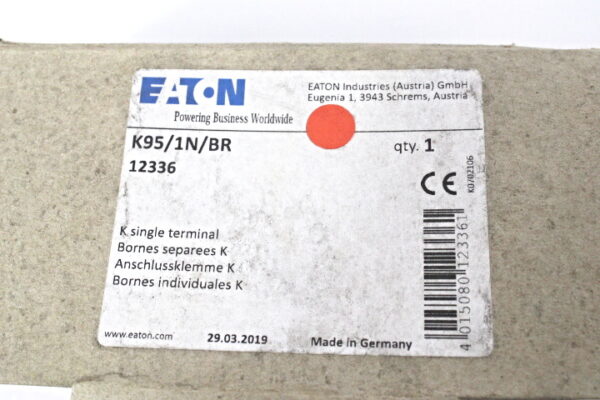 EATON
Powering Business Worldwide
EATON Industries (Austria) GmbH
Eugenia 1, 3943 Schrems, Austria
K95/1N/BR
12336
qty. 1
CE
K0702106
K single terminal
Bornes separees K
Anschlussklemme K
Bornes individuales K
4 015080 123361
www.eaton.com
29.03.2019
Made in Germany